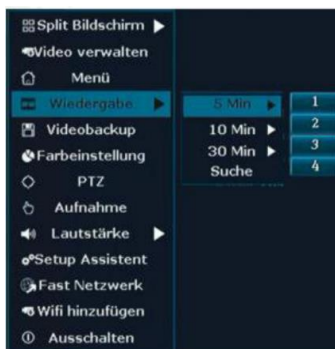 Split Bildschirm
Video verwalten
Menü
Wiedergabe
Videobackup
Farbeinstellung
PTZ
Aufnahme
Lautstärke
Setup Assistent
Fast Netzwerk
Wifi hinzufügen
Ausschalten
5 Min
10 Min
30 Min
Suche
1
2
3
4